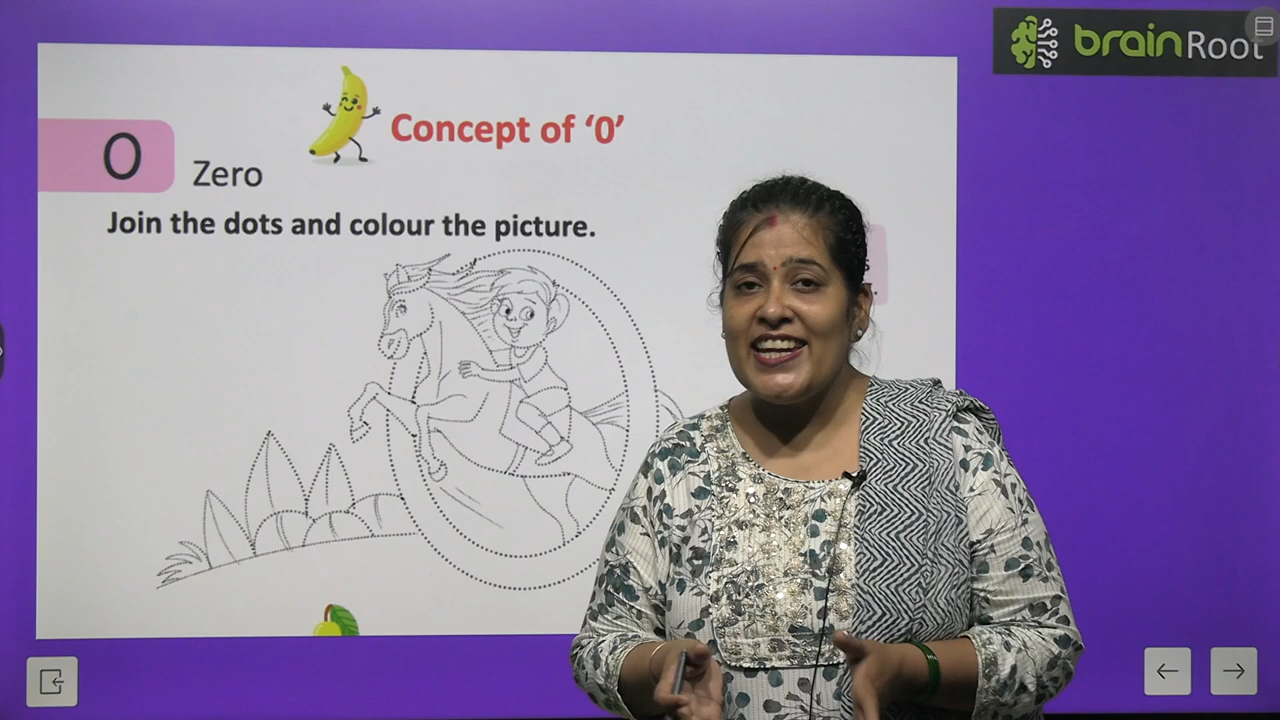 brainRoot
Concept of ‘0’
0
Zero
Join the dots and colour the picture.